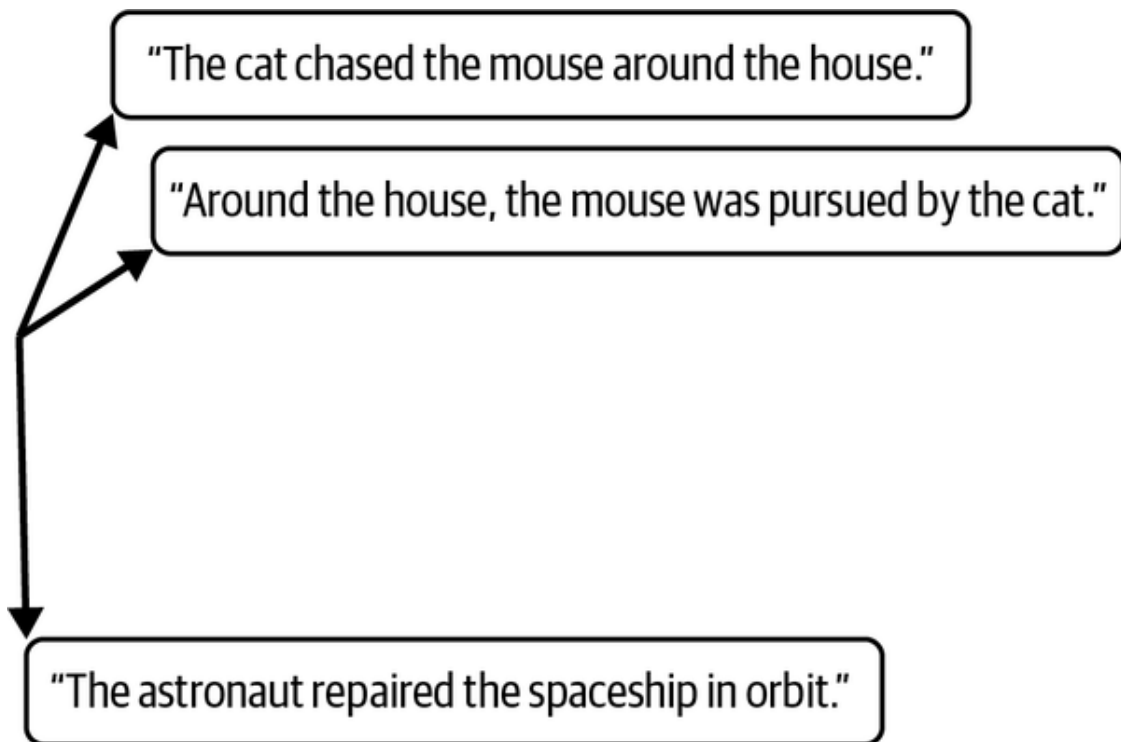 “The cat chased the mouse around the house.”
“Around the house, the mouse was pursued by the cat.”
“The astronaut repaired the spaceship in orbit.”